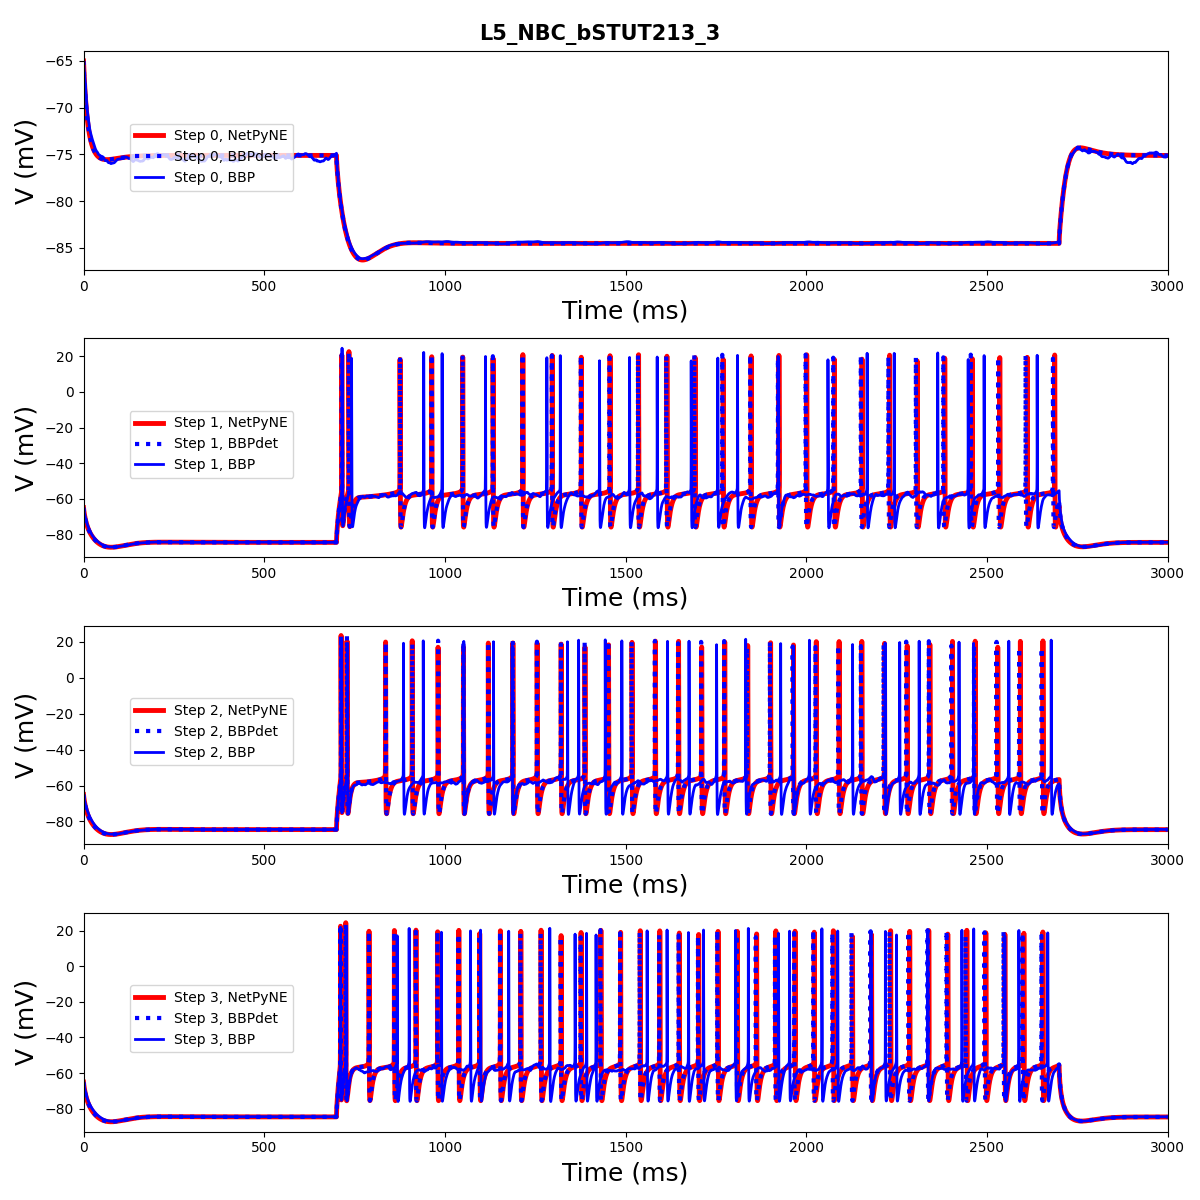 L5_NBC_bSTUT213_3
−65
−70
−75
−80
−85
V (mV)
Step 0, NetPyNE
Step 0, BBPdet
Step 0, BBP
0 500 1000 1500 2000 2500 3000
Time (ms)
20
0
−20
−40
−60
−80
V (mV)
Step 1, NetPyNE
Step 1, BBPdet
Step 1, BBP
0 500 1000 1500 2000 2500 3000
Time (ms)
20
0
−20
−40
−60
−80
V (mV)
Step 2, NetPyNE
Step 2, BBPdet
Step 2, BBP
0 500 1000 1500 2000 2500 3000
Time (ms)
20
0
−20
−40
−60
−80
V (mV)
Step 3, NetPyNE
Step 3, BBPdet
Step 3, BBP
0 500 1000 1500 2000 2500 3000
Time (ms)